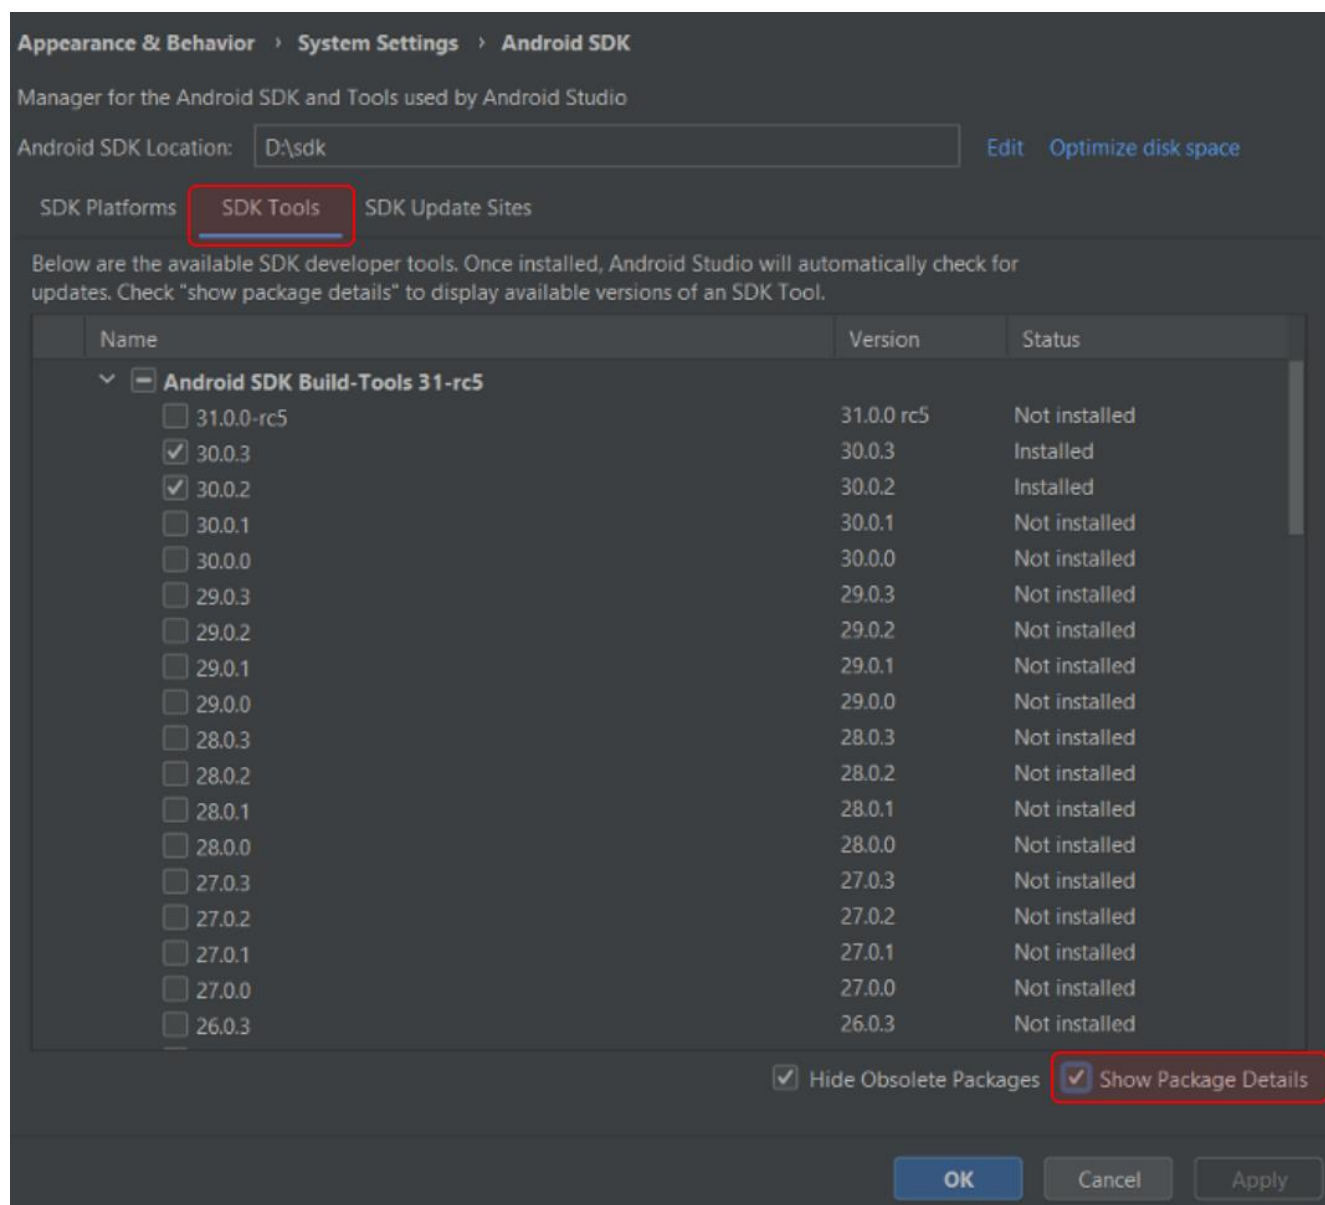 Appearance & Behavior › System Settings › Android SDK
Manager for the Android SDK and Tools used by Android Studio
Android SDK Location: D:\sdk Edit Optimize disk space
SDK Platforms SDK Tools SDK Update Sites
Below are the available SDK developer tools. Once installed, Android Studio will automatically check for
updates. Check "show package details" to display available versions of an SDK Tool.
Name Version Status
Android SDK Build-Tools 31-rc5
31.0.0-rc5 31.0.0 rc5 Not installed
30.0.3 30.0.3 Installed
30.0.2 30.0.2 Installed
30.0.1 30.0.1 Not installed
30.0.0 30.0.0 Not installed
29.0.3 29.0.3 Not installed
29.0.2 29.0.2 Not installed
29.0.1 29.0.1 Not installed
29.0.0 29.0.0 Not installed
28.0.3 28.0.3 Not installed
28.0.2 28.0.2 Not installed
28.0.1 28.0.1 Not installed
28.0.0 28.0.0 Not installed
27.0.3 27.0.3 Not installed
27.0.2 27.0.2 Not installed
27.0.1 27.0.1 Not installed
27.0.0 27.0.0 Not installed
26.0.3 26.0.3 Not installed
Hide Obsolete Packages Show Package Details
OK Cancel Apply